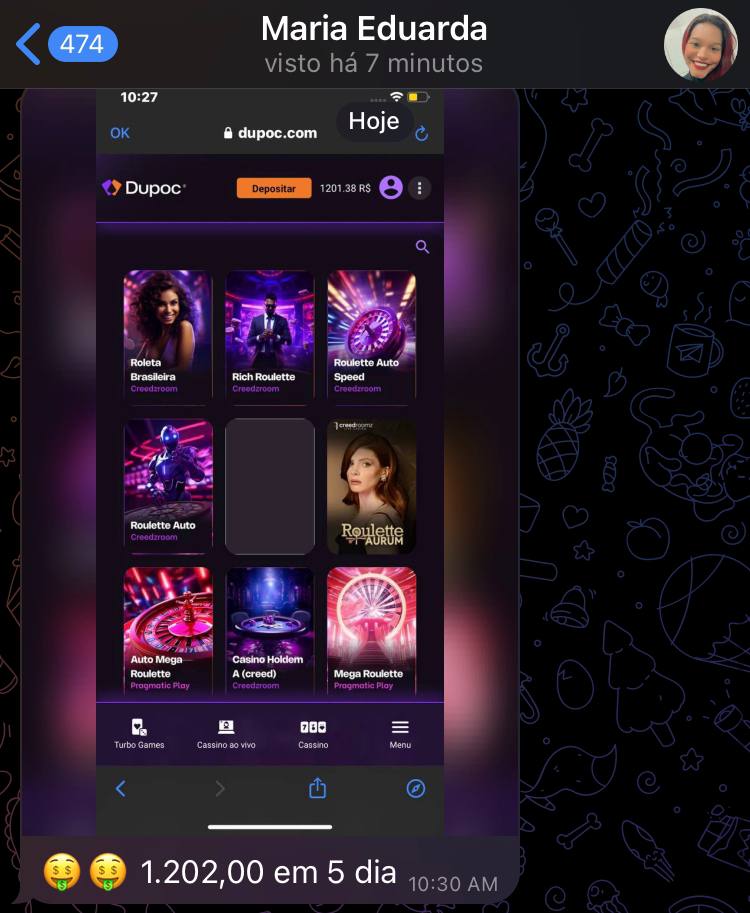 474
Maria Eduarda
visto há 7 minutos
10:27
Hoje
OK
dupoc.com
Dupoc
Depositar
1201.38 R$
Roleta
Brasileira
Creedzroom
Rich Roulette
Creedzroom
Roulette Auto
Speed
Creedzroom
Roulette Auto
Creedzroom
creedroomz
Roulette
AURUM
Auto Mega
Roulette
Pragmatic Play
Casino Holdem
A (creed)
Creedzroom
Mega Roulette
Pragmatic Play
Turbo Games
Cassino ao vivo
Cassino
Menu
🤑 🤑 1.202,00 em 5 dia 10:30 AM